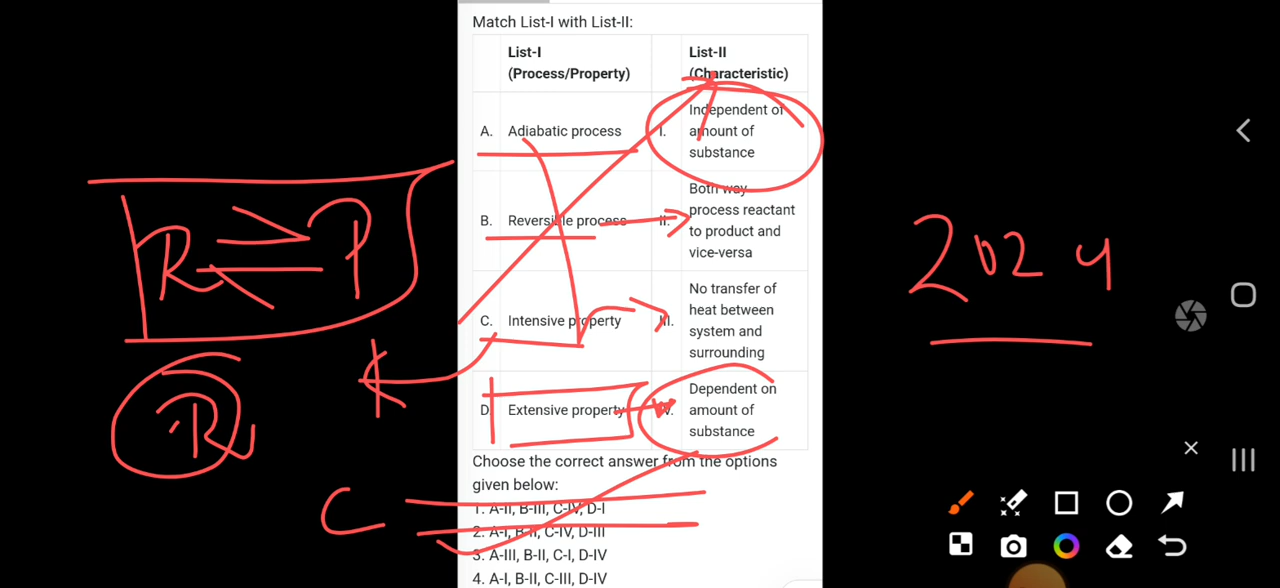 Match List-I with List-II:
List-I
(Process/Property)
List-II
(Characteristic)
A. Adiabatic process
I. Independent of
amount of
substance
B. Reversible process
II. Both way
process reactant
to product and
vice-versa
C. Intensive property
III. No transfer of
heat between
system and
surrounding
D. Extensive property
IV. Dependent on
amount of
substance
Choose the correct answer from the options
given below:
1. A-II, B-III, C-IV, D-I
2. A-I, B-II, C-IV, D-III
3. A-III, B-II, C-I, D-IV
4. A-I, B-II, C-III, D-IV
R ⇌ P
R
C
2024